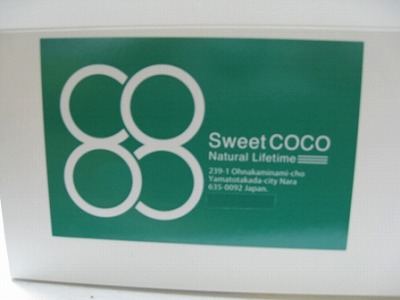 Sweet COCO
Natural Lifetime
239-1 Ohnakaminami-cho
Yamatotakada-city Nara
635-0092 Japan.